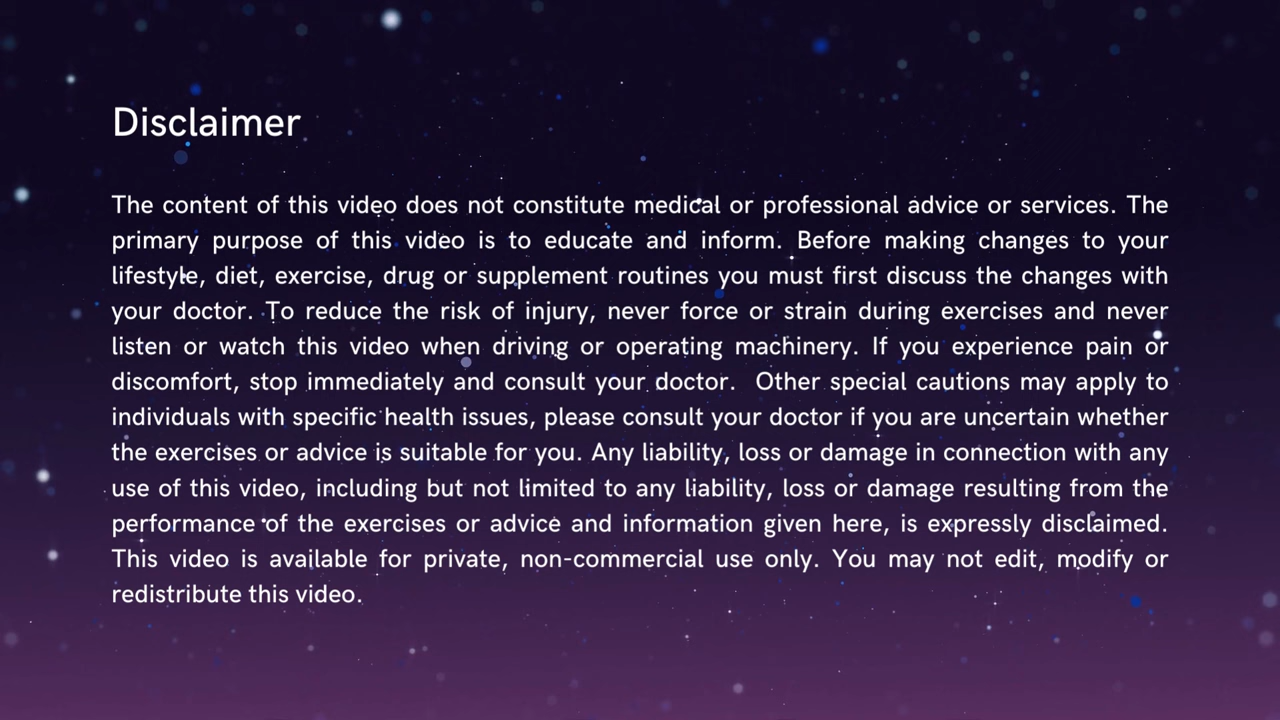 Disclaimer
The content of this video does not constitute medical or professional advice or services. The
primary purpose of this video is to educate and inform. Before making changes to your
lifestyle, diet, exercise, drug or supplement routines you must first discuss the changes with
your doctor. To reduce the risk of injury, never force or strain during exercises and never
listen or watch this video when driving or operating machinery. If you experience pain or
discomfort, stop immediately and consult your doctor.  Other special cautions may apply to
individuals with specific health issues, please consult your doctor if you are uncertain whether
the exercises or advice is suitable for you. Any liability, loss or damage in connection with any
use of this video, including but not limited to any liability, loss or damage resulting from the
performance of the exercises or advice and information given here, is expressly disclaimed.
This video is available for private, non-commercial use only. You may not edit, modify or
redistribute this video.